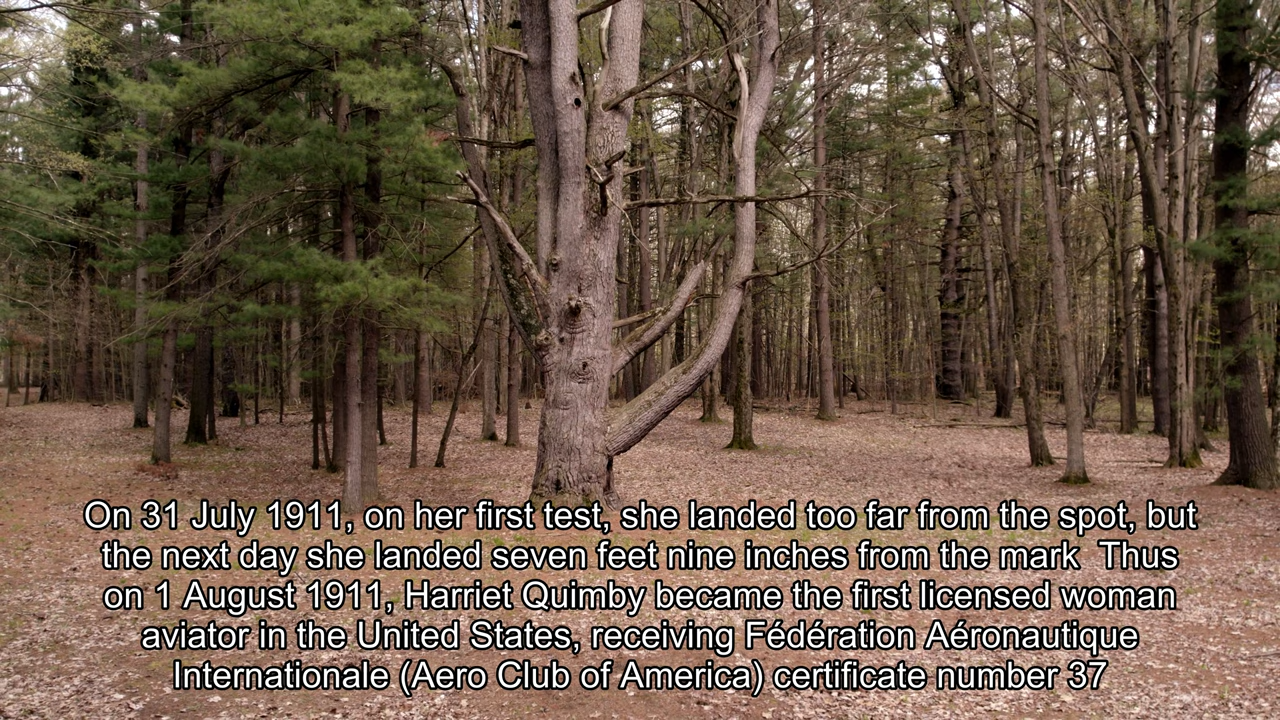 On 31 July 1911, on her first test, she landed too far from the spot, but
the next day she landed seven feet nine inches from the mark  Thus
on 1 August 1911, Harriet Quimby became the first licensed woman
aviator in the United States, receiving Fédération Aéronautique
Internationale (Aero Club of America) certificate number 37